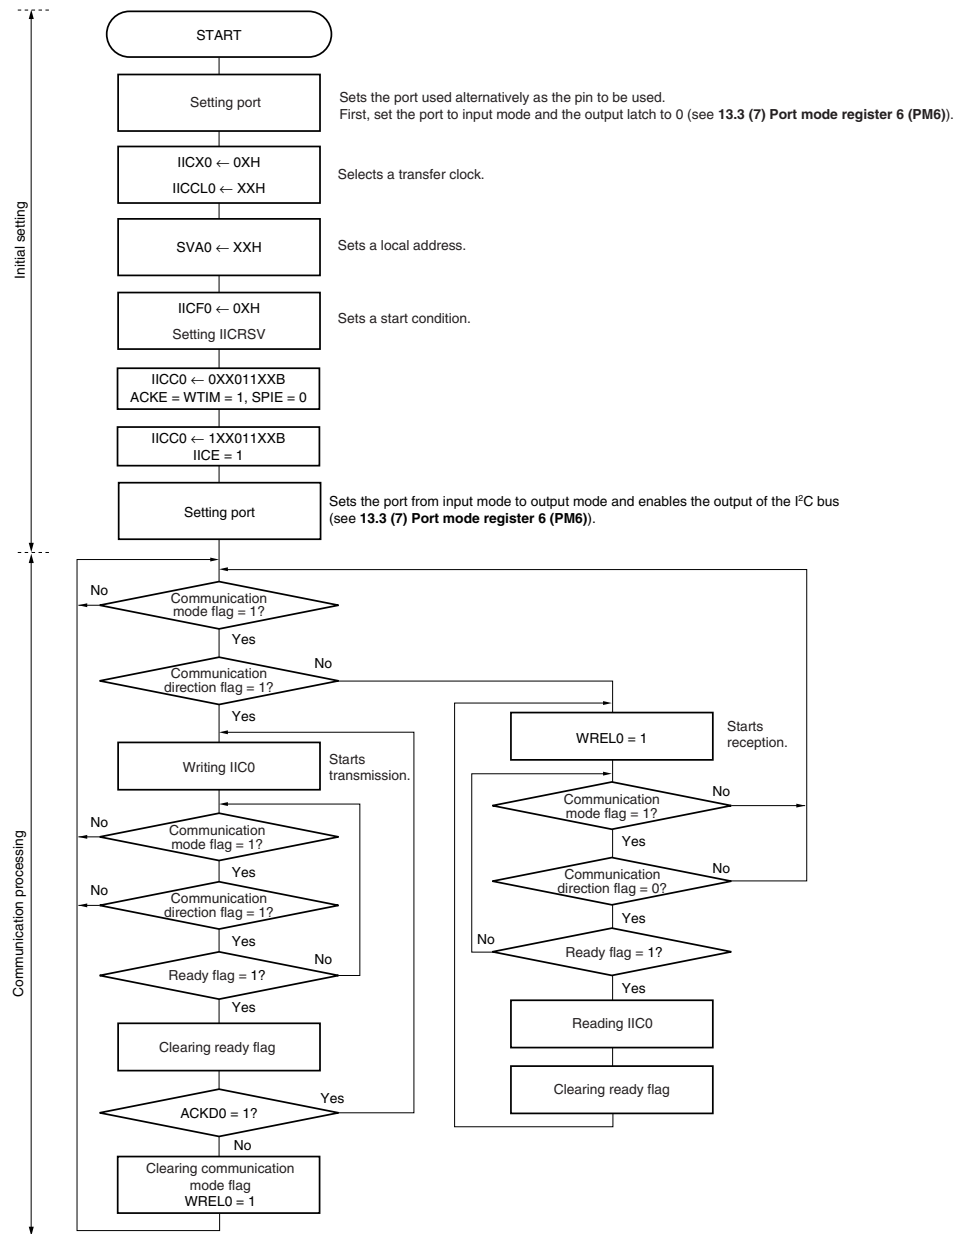 START
Setting port
Sets the port used alternatively as the pin to be used.
First, set the port to input mode and the output latch to 0 (see 13.3 (7) Port mode register 6 (PM6)).
IICX0 ← 0XH
IICCL0 ← XXH
Selects a transfer clock.
SVA0 ← XXH
Sets a local address.
IICF0 ← 0XH
Setting IICRSV
Sets a start condition.
IICC0 ← 0XX011XXB
ACKE = WTIM = 1, SPIE = 0
IICC0 ← 1XX011XXB
IICE = 1
Setting port
Sets the port from input mode to output mode and enables the output of the I²C bus
(see 13.3 (7) Port mode register 6 (PM6)).
Initial setting
Communication processing
No
Communication
mode flag = 1?
Yes
No
Communication
direction flag = 1?
Yes
Writing IIC0
Starts
transmission.
No
Communication
mode flag = 1?
Yes
No
Communication
direction flag = 1?
Yes
No
Ready flag = 1?
Yes
Clearing ready flag
Yes
ACKD0 = 1?
No
Clearing communication
mode flag
WREL0 = 1
WREL0 = 1
Starts
reception.
No
Communication
mode flag = 1?
Yes
No
Communication
direction flag = 0?
Yes
No
Ready flag = 1?
Yes
Reading IIC0
Clearing ready flag